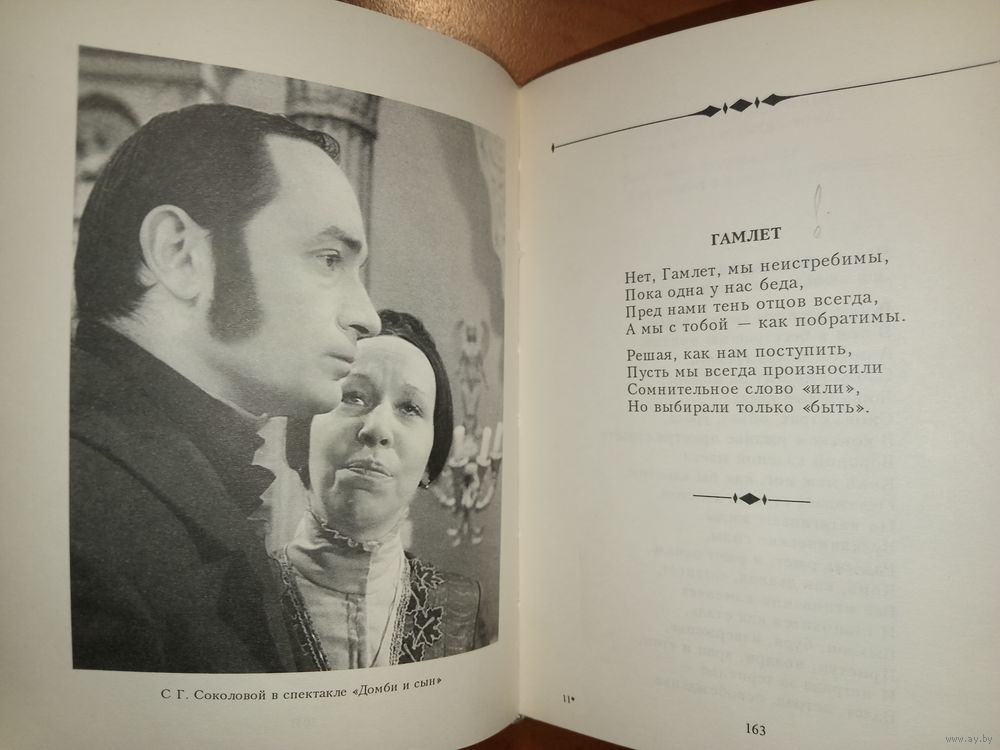 С Г. Соколовой в спектакле «Домби и сын»
ГАМЛЕТ
Нет, Гамлет, мы неистребимы,
Пока одна у нас беда,
Пред нами тень отцов всегда,
А мы с тобой — как побратимы.
Решая, как нам поступить,
Пусть мы всегда произносили
Сомнительное слово «или»,
Но выбирали только «быть».
11*
163
www.ay.by